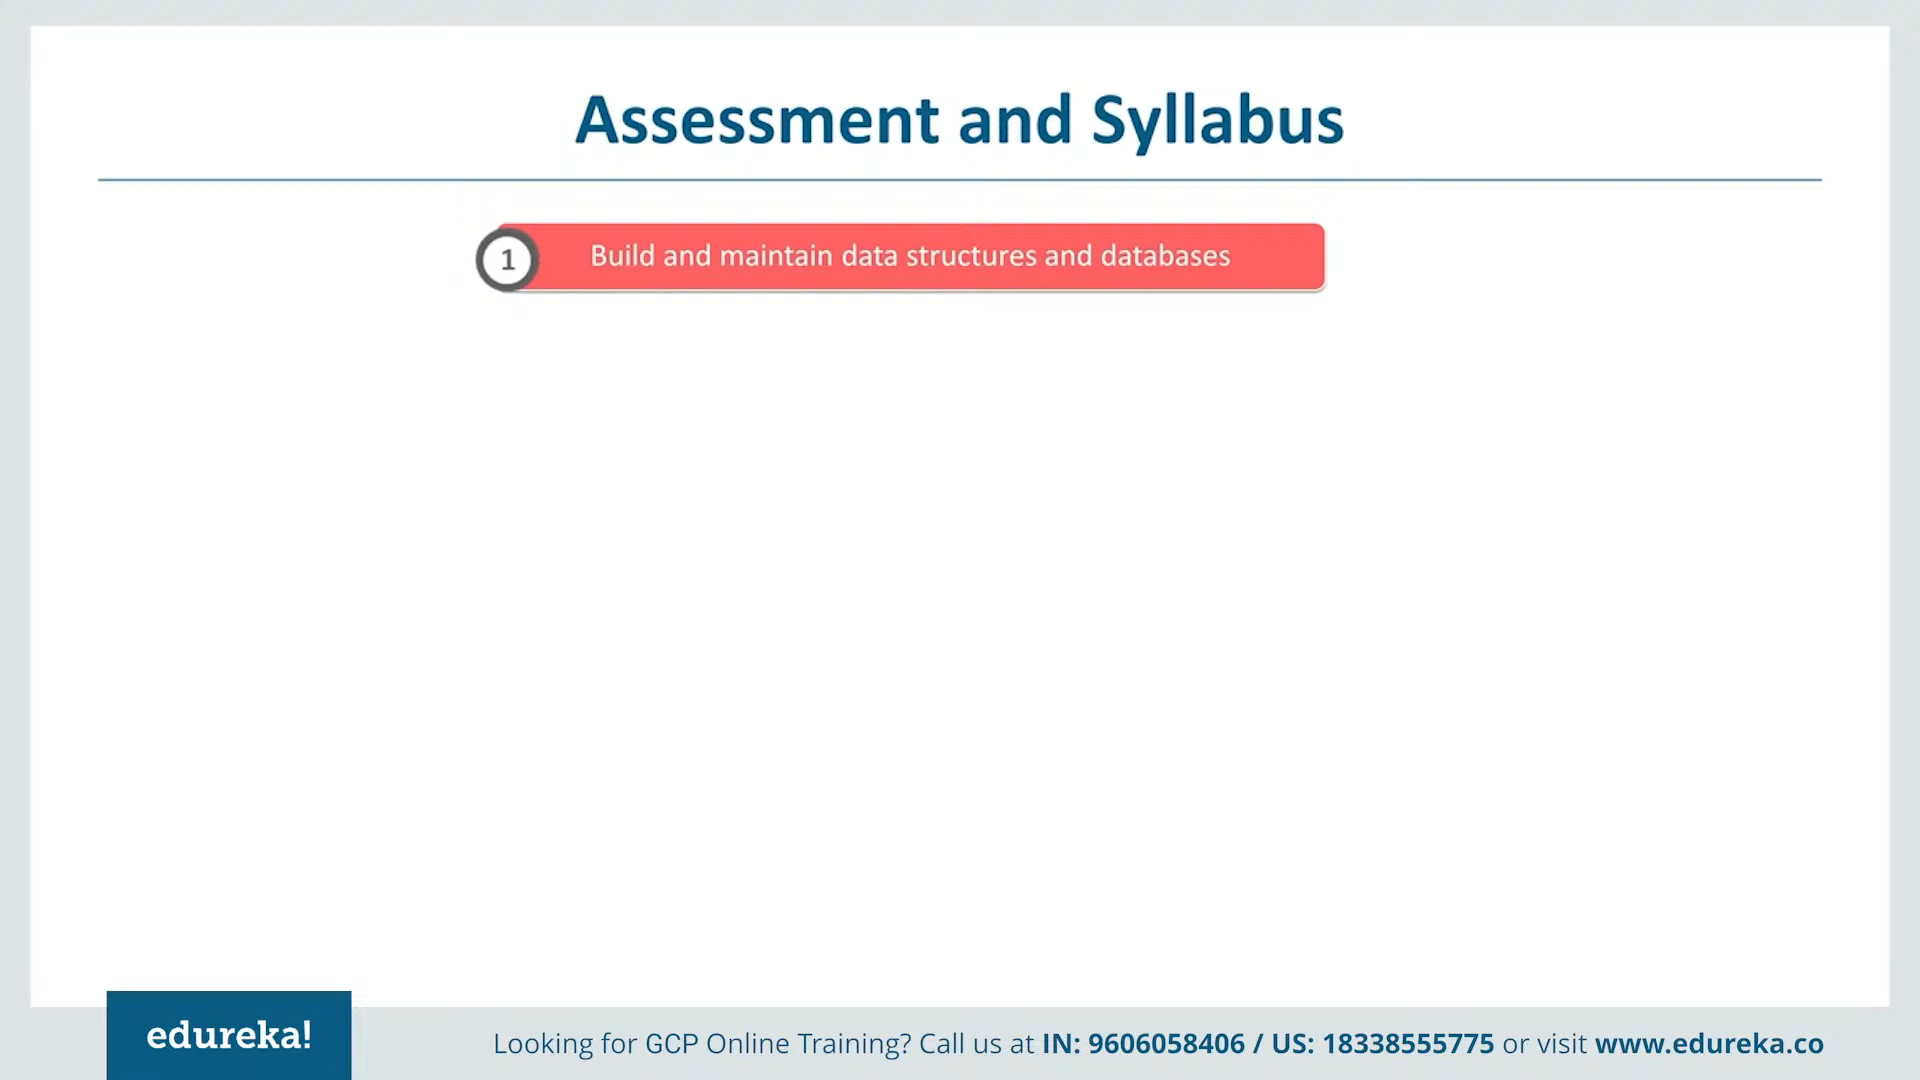 Assessment and Syllabus
1 Build and maintain data structures and databases
edureka!
Looking for GCP Online Training? Call us at IN: 9606058406 / US: 18338555775 or visit www.edureka.co